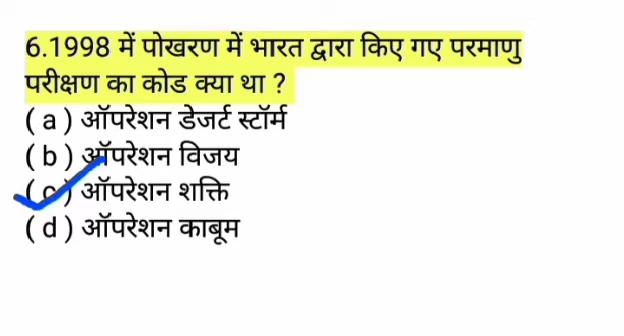 6.1998 में पोखरण में भारत द्वारा किए गए परमाणु
परीक्षण का कोड क्या था ?
( a ) ऑपरेशन डेजर्ट स्टॉर्म
( b ) ऑपरेशन विजय
( c ) ऑपरेशन शक्ति
( d ) ऑपरेशन काबूम